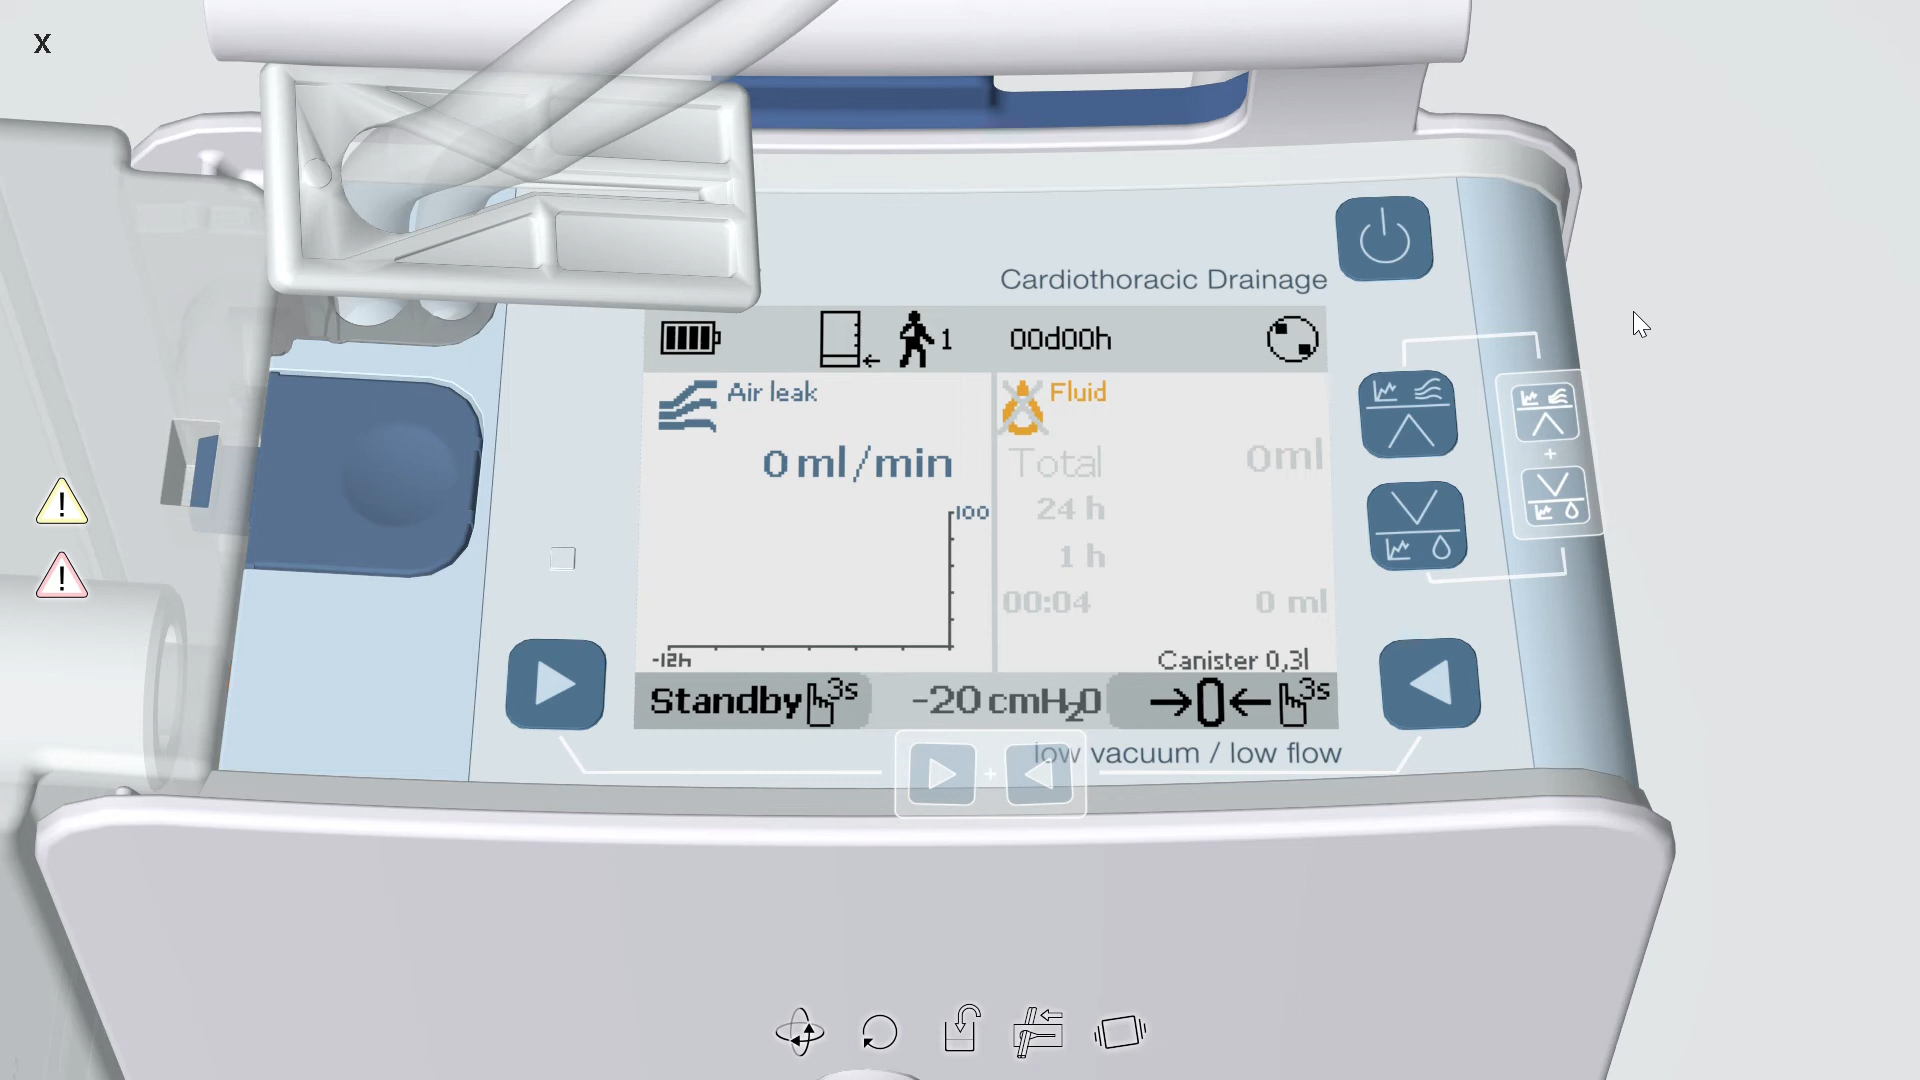 X
Cardiothoracic Drainage
1
00d00h
Air leak
0 ml/min
100
-12h
Fluid
Total 0ml
24 h
1 h
00:04 0 ml
Canister 0,3l
Standby 3s
-20 cmH₂O
→0← 3s
low vacuum / low flow
+
+
!
!